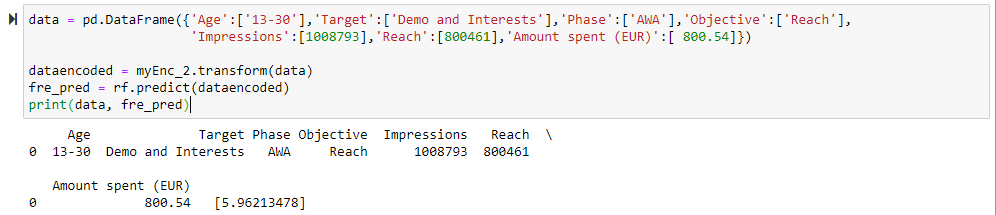 data = pd.DataFrame({'Age':['13-30'],'Target':['Demo and Interests'],'Phase':['AWA'],'Objective':['Reach'],
'Impressions':[1008793],'Reach':[800461],'Amount spent (EUR)':[ 800.54]})
dataencoded = myEnc_2.transform(data)
fre_pred = rf.predict(dataencoded)
print(data, fre_pred)
Age Target Phase Objective Impressions Reach \
0 13-30 Demo and Interests AWA Reach 1008793 800461
Amount spent (EUR)
0 800.54 [5.96213478]